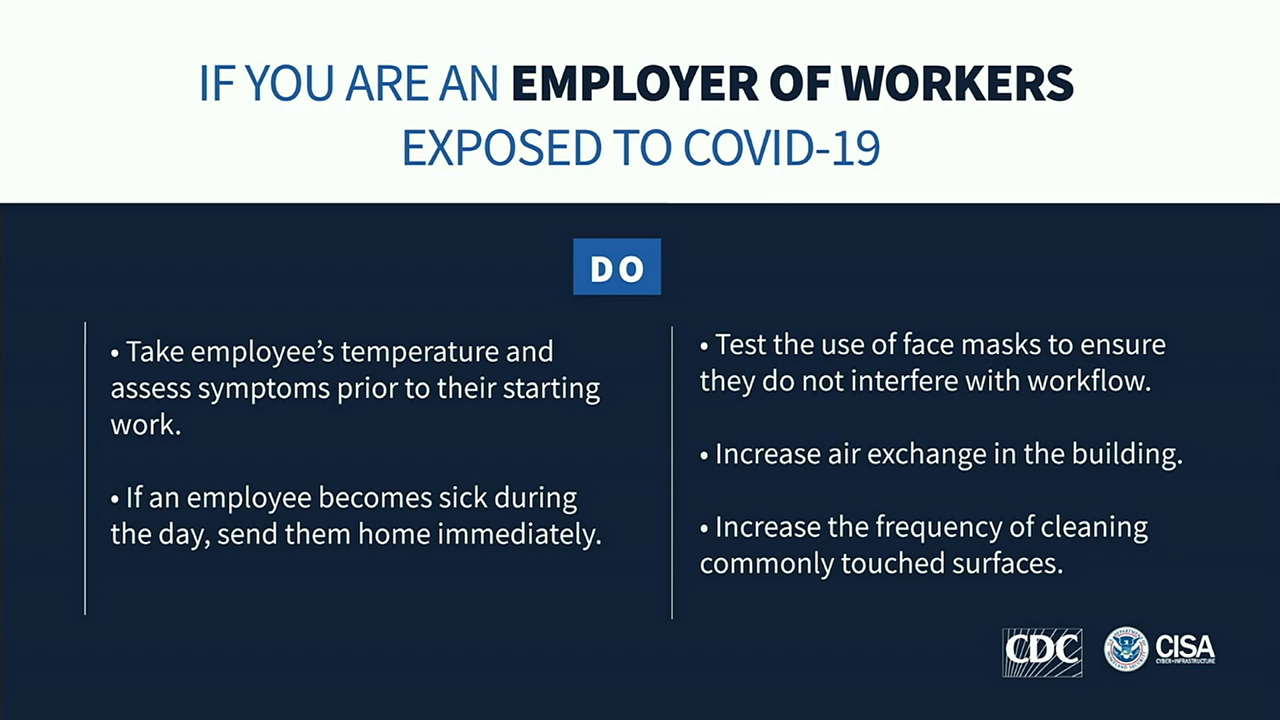 IF YOU ARE AN EMPLOYER OF WORKERS
EXPOSED TO COVID-19
DO
• Take employee's temperature and
assess symptoms prior to their starting
work.
• If an employee becomes sick during
the day, send them home immediately.
• Test the use of face masks to ensure
they do not interfere with workflow.
• Increase air exchange in the building.
• Increase the frequency of cleaning
commonly touched surfaces.
CDC
CISA
CYBER+INFRASTRUCTURE